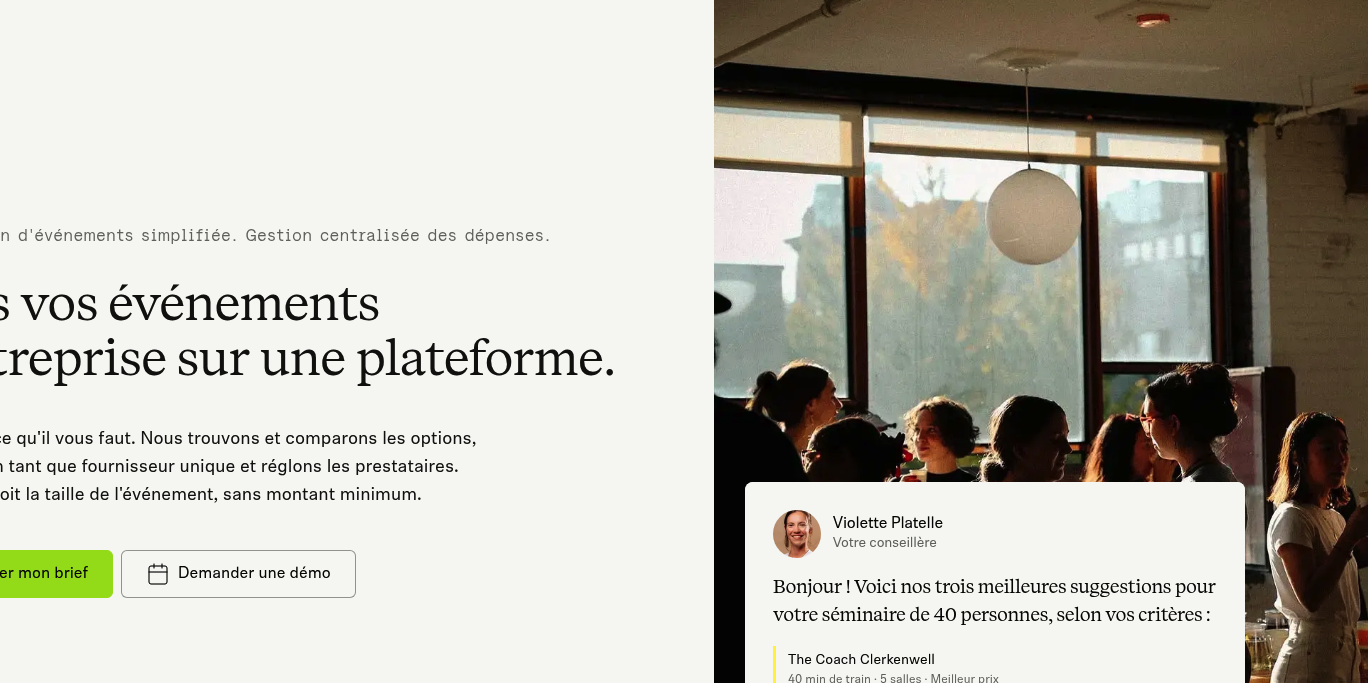 n d'événements simplifiée. Gestion centralisée des dépenses.
s vos événements
treprise sur une plateforme.
ce qu'il vous faut. Nous trouvons et comparons les options,
n tant que fournisseur unique et réglons les prestataires.
oit la taille de l'événement, sans montant minimum.
er mon brief
Demander une démo
Violette Platelle
Votre conseillère
Bonjour ! Voici nos trois meilleures suggestions pour
votre séminaire de 40 personnes, selon vos critères :
The Coach Clerkenwell
40 min de train · 5 salles · Meilleur prix